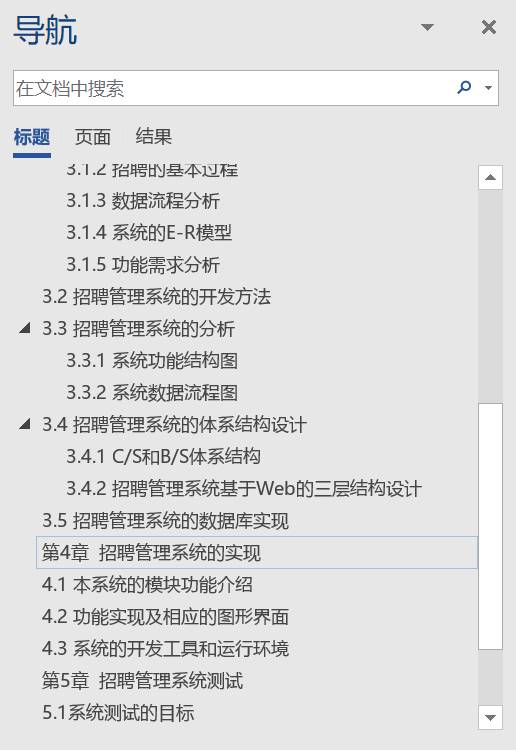 导航
在文档中搜索
标题 页面 结果
3.1.2 招聘的基本过程
3.1.3 数据流程分析
3.1.4 系统的E-R模型
3.1.5 功能需求分析
3.2 招聘管理系统的开发方法
3.3 招聘管理系统的分析
3.3.1 系统功能结构图
3.3.2 系统数据流程图
3.4 招聘管理系统的体系结构设计
3.4.1 C/S和B/S体系结构
3.4.2 招聘管理系统基于Web的三层结构设计
3.5 招聘管理系统的数据库实现
第4章  招聘管理系统的实现
4.1 本系统的模块功能介绍
4.2 功能实现及相应的图形界面
4.3 系统的开发工具和运行环境
第5章  招聘管理系统测试
5.1系统测试的目标